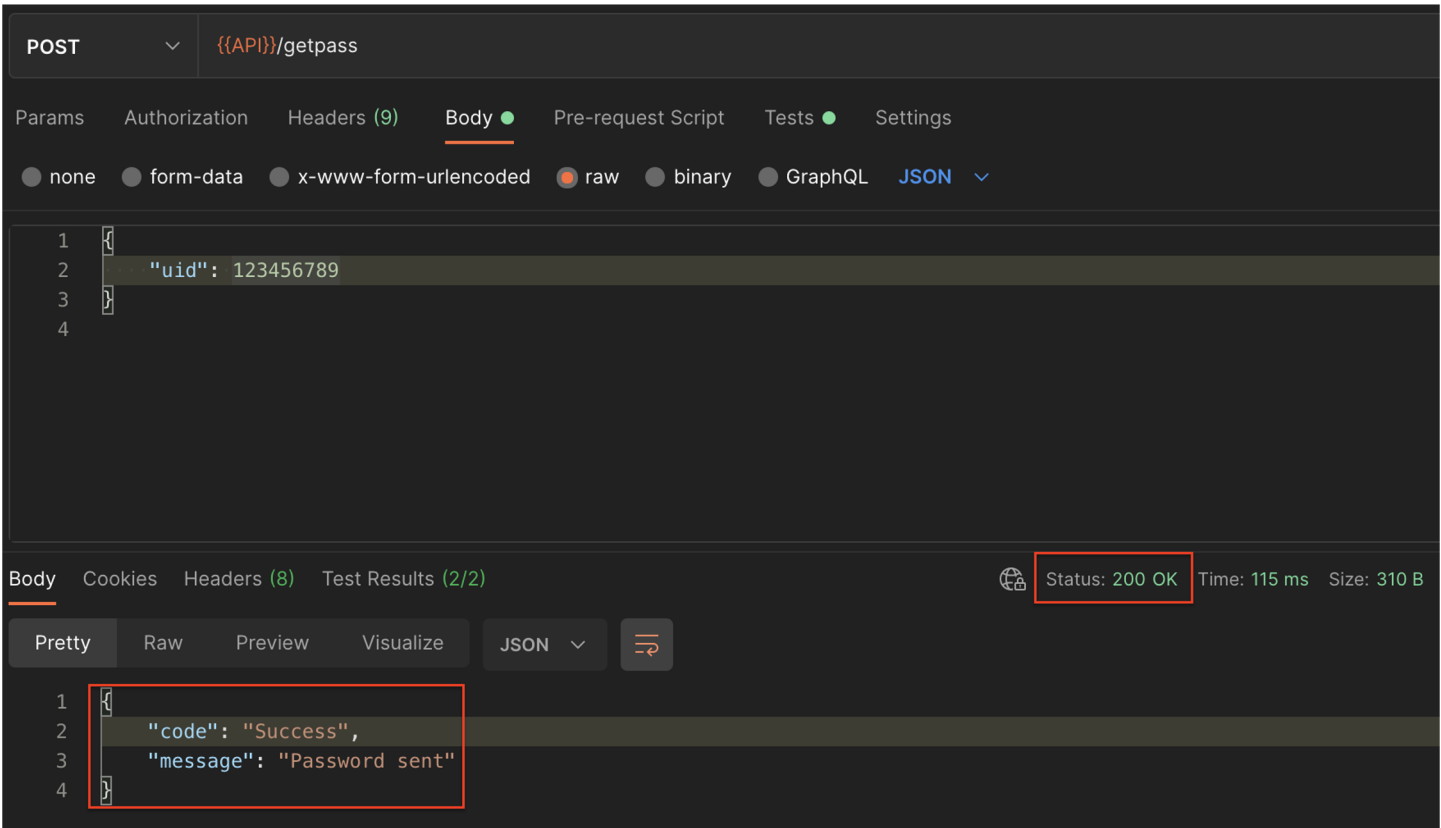 POST {{API}}/getpass
Params Authorization Headers (9) Body Pre-request Script Tests Settings
none form-data x-www-form-urlencoded raw binary GraphQL JSON
1 {
2 "uid": 123456789
3 }
4
Body Cookies Headers (8) Test Results (2/2) Status: 200 OK Time: 115 ms Size: 310 B
Pretty Raw Preview Visualize JSON
1 {
2 "code": "Success",
3 "message": "Password sent"
4 }